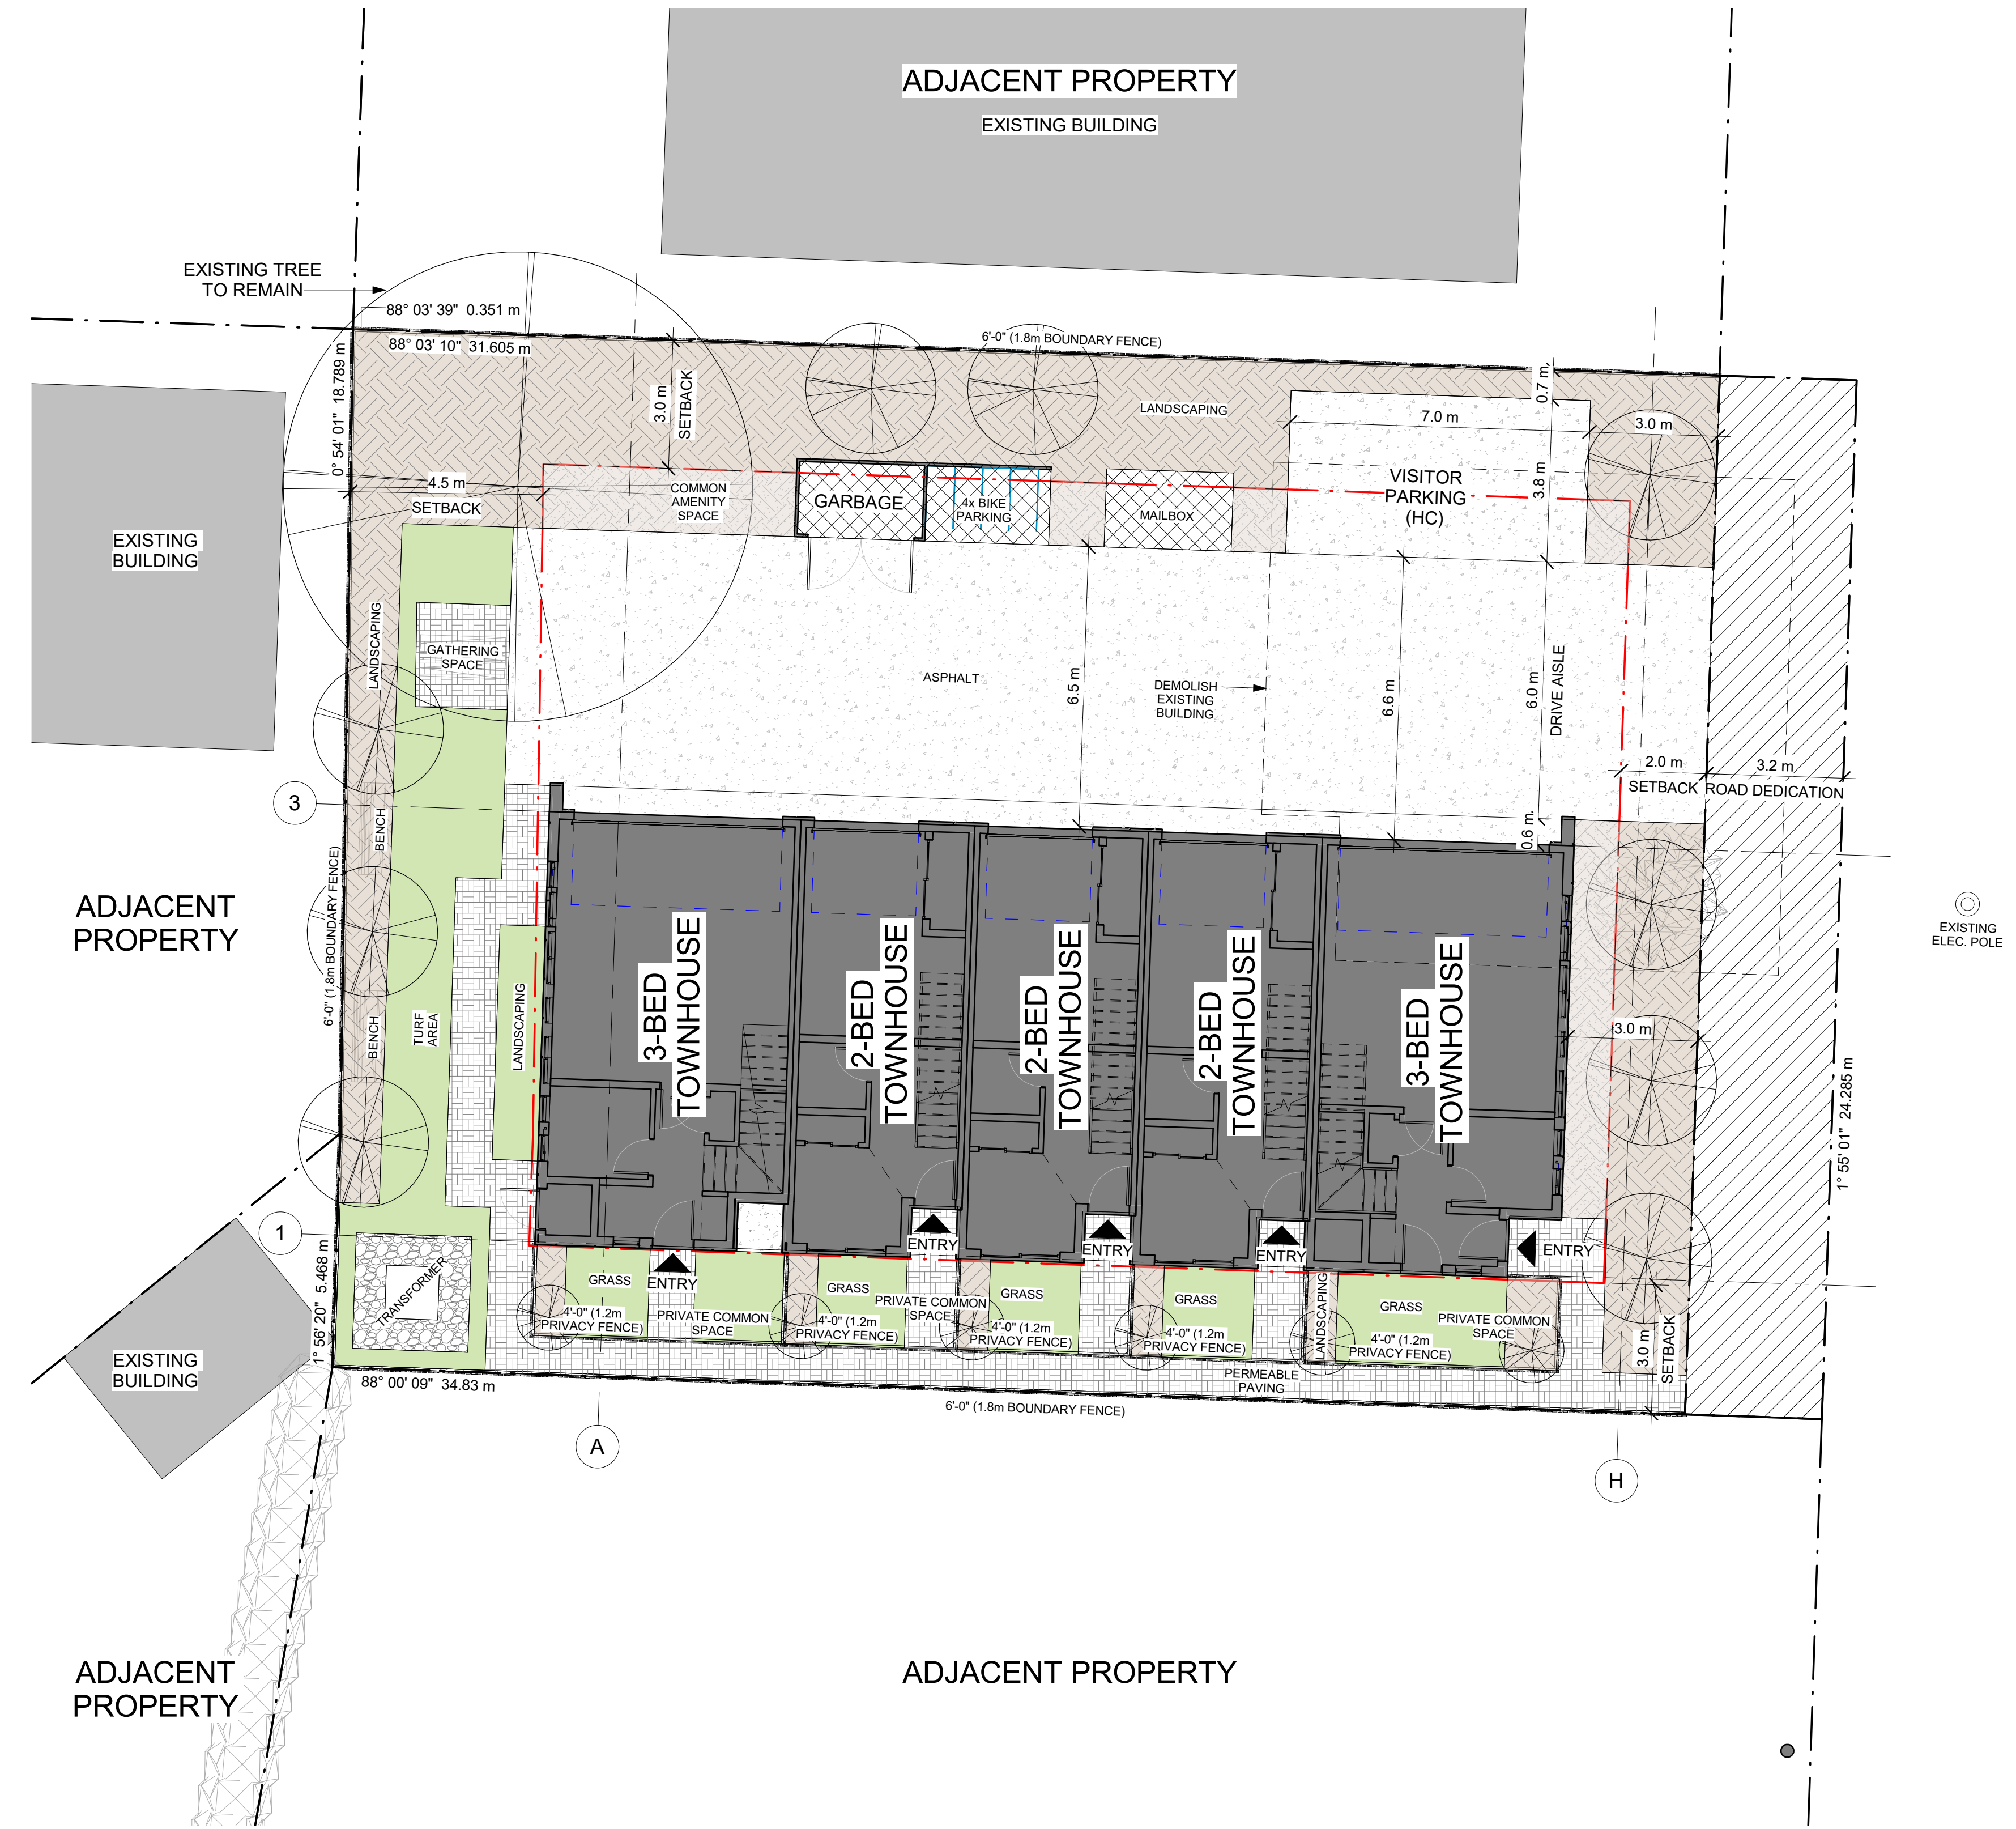 ADJACENT PROPERTY
EXISTING BUILDING
EXISTING TREE
TO REMAIN
88° 03' 39" 0.351 m
88° 03' 10" 31.605 m
6'-0" (1.8m BOUNDARY FENCE)
0° 54' 01" 18.789 m
3.0 m
SETBACK
LANDSCAPING
0.7 m
7.0 m
3.0 m
4.5 m
SETBACK
COMMON
AMENITY
SPACE
GARBAGE
4x BIKE
PARKING
MAILBOX
VISITOR
PARKING
(HC)
3.8 m
EXISTING
BUILDING
LANDSCAPING
GATHERING
SPACE
ASPHALT
6.5 m
DEMOLISH
EXISTING
BUILDING
6.6 m
6.0 m
DRIVE AISLE
2.0 m
SETBACK
3.2 m
ROAD DEDICATION
3
BENCH
0.6 m
6'-0" (1.8m BOUNDARY FENCE)
ADJACENT
PROPERTY
EXISTING
ELEC. POLE
BENCH
TURF
AREA
LANDSCAPING
3-BED
TOWNHOUSE
2-BED
TOWNHOUSE
2-BED
TOWNHOUSE
2-BED
TOWNHOUSE
3-BED
TOWNHOUSE
3.0 m
1° 55' 01" 24.285 m
1
ENTRY
ENTRY
ENTRY
ENTRY
ENTRY
1° 56' 20" 5.468 m
TRANSFORMER
GRASS
4'-0" (1.2m
PRIVACY FENCE)
PRIVATE COMMON
SPACE
GRASS
4'-0" (1.2m
PRIVACY FENCE)
PRIVATE COMMON
SPACE
GRASS
4'-0" (1.2m
PRIVACY FENCE)
GRASS
4'-0" (1.2m
PRIVACY FENCE)
LANDSCAPING
GRASS
4'-0" (1.2m
PRIVACY FENCE)
PRIVATE COMMON
SPACE
3.0 m
SETBACK
EXISTING
BUILDING
88° 00' 09" 34.83 m
PERMEABLE
PAVING
6'-0" (1.8m BOUNDARY FENCE)
A
H
ADJACENT
PROPERTY
ADJACENT PROPERTY